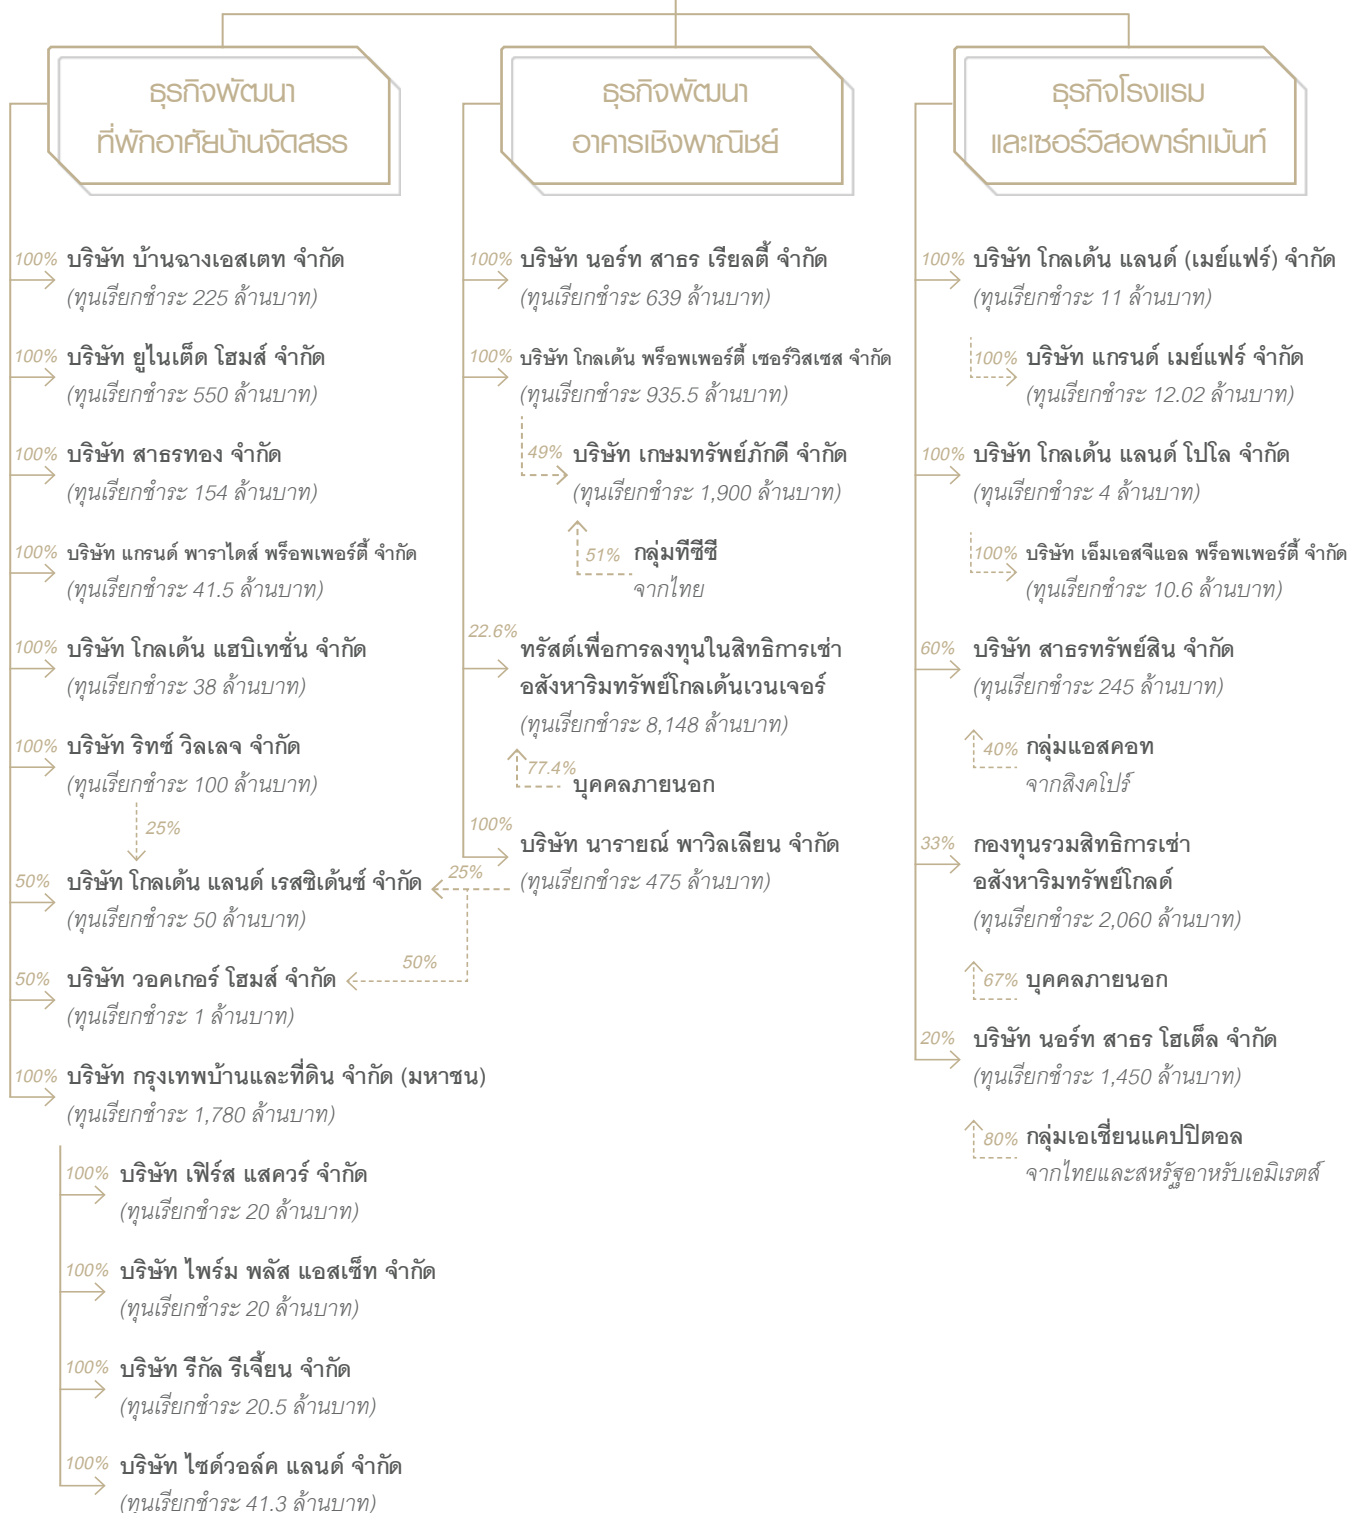 ธุรกิจพัฒนา
ที่พักอาศัยบ้านจัดสรร
100% บริษัท บ้านฉางเอสเตท จำกัด
(ทุนเรียกชำระ 225 ล้านบาท)
100% บริษัท ยูไนเต็ด โฮมส์ จำกัด
(ทุนเรียกชำระ 550 ล้านบาท)
100% บริษัท สาธรทอง จำกัด
(ทุนเรียกชำระ 154 ล้านบาท)
100% บริษัท แกรนด์ พาราไดส์ พร็อพเพอร์ตี้ จำกัด
(ทุนเรียกชำระ 41.5 ล้านบาท)
100% บริษัท โกลเด้น แฮบิเทชั่น จำกัด
(ทุนเรียกชำระ 38 ล้านบาท)
100% บริษัท ริทซ์ วิลเลจ จำกัด
(ทุนเรียกชำระ 100 ล้านบาท)
25%
50% บริษัท โกลเด้น แลนด์ เรสซิเด้นซ์ จำกัด
(ทุนเรียกชำระ 50 ล้านบาท)
50% บริษัท วอคเกอร์ โฮมส์ จำกัด
(ทุนเรียกชำระ 1 ล้านบาท)
100% บริษัท กรุงเทพบ้านและที่ดิน จำกัด (มหาชน)
(ทุนเรียกชำระ 1,780 ล้านบาท)
100% บริษัท เฟิร์ส แสควร์ จำกัด
(ทุนเรียกชำระ 20 ล้านบาท)
100% บริษัท ไพร์ม พลัส แอสเซ็ท จำกัด
(ทุนเรียกชำระ 20 ล้านบาท)
100% บริษัท รีกัล รีเจี้ยน จำกัด
(ทุนเรียกชำระ 20.5 ล้านบาท)
100% บริษัท ไซด์วอล์ค แลนด์ จำกัด
(ทุนเรียกชำระ 41.3 ล้านบาท)
ธุรกิจพัฒนา
อาคารเชิงพาณิชย์
100% บริษัท นอร์ท สาธร เรียลตี้ จำกัด
(ทุนเรียกชำระ 639 ล้านบาท)
100% บริษัท โกลเด้น พร็อพเพอร์ตี้ เซอร์วิสเซส จำกัด
(ทุนเรียกชำระ 935.5 ล้านบาท)
49% บริษัท เกษมทรัพย์ภักดี จำกัด
(ทุนเรียกชำระ 1,900 ล้านบาท)
51% กลุ่มทีซีซี
จากไทย
22.6% ทรัสต์เพื่อการลงทุนในสิทธิการเช่า
อสังหาริมทรัพย์โกลเด้นเวนเจอร์
(ทุนเรียกชำระ 8,148 ล้านบาท)
77.4% บุคคลภายนอก
100% บริษัท นารายณ์ พาวิลเลียน จำกัด
25% (ทุนเรียกชำระ 475 ล้านบาท)
50%
ธุรกิจโรงแรม
และเซอร์วิสอพาร์ทเม้นท์
100% บริษัท โกลเด้น แลนด์ (เมย์แฟร์) จำกัด
(ทุนเรียกชำระ 11 ล้านบาท)
100% บริษัท แกรนด์ เมย์แฟร์ จำกัด
(ทุนเรียกชำระ 12.02 ล้านบาท)
100% บริษัท โกลเด้น แลนด์ โปโล จำกัด
(ทุนเรียกชำระ 4 ล้านบาท)
100% บริษัท เอ็มเอสจีแอล พร็อพเพอร์ตี้ จำกัด
(ทุนเรียกชำระ 10.6 ล้านบาท)
60% บริษัท สาธรทรัพย์สิน จำกัด
(ทุนเรียกชำระ 245 ล้านบาท)
40% กลุ่มแอสคอท
จากสิงคโปร์
33% กองทุนรวมสิทธิการเช่า
อสังหาริมทรัพย์โกลด์
(ทุนเรียกชำระ 2,060 ล้านบาท)
67% บุคคลภายนอก
20% บริษัท นอร์ท สาธร โฮเต็ล จำกัด
(ทุนเรียกชำระ 1,450 ล้านบาท)
80% กลุ่มเอเชี่ยนแคปปิตอล
จากไทยและสหรัฐอาหรับเอมิเรตส์